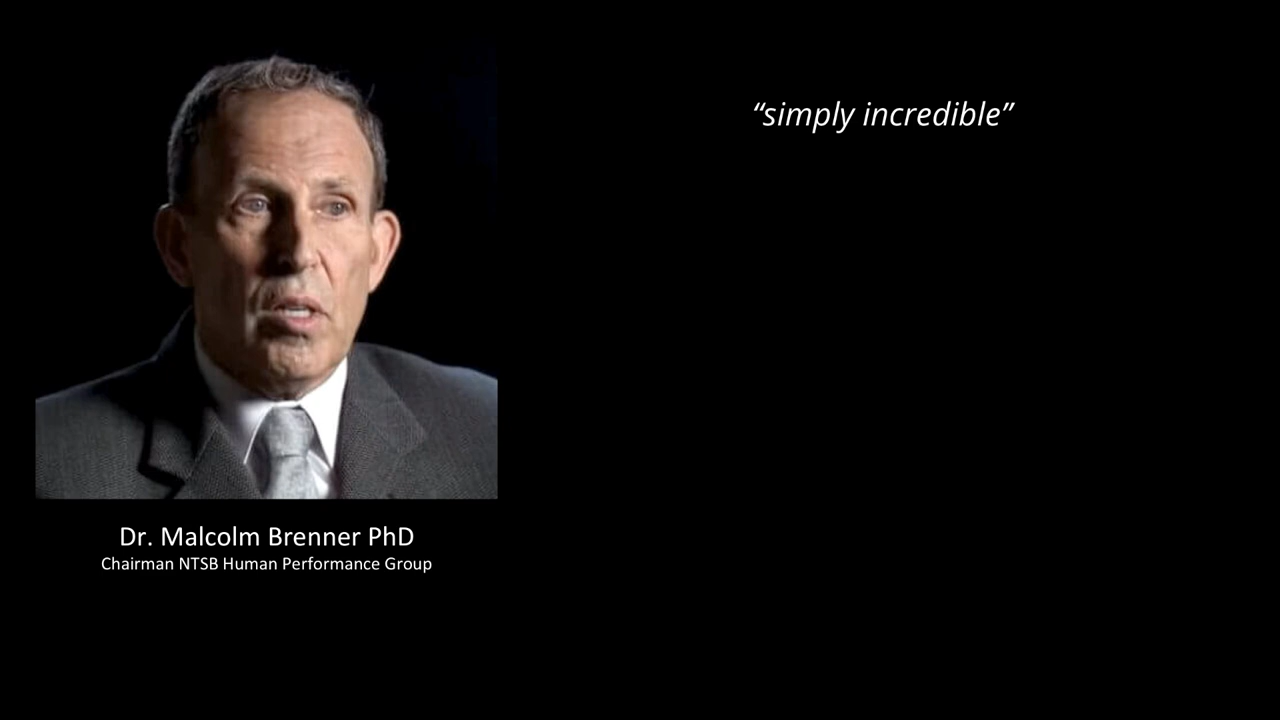 “simply incredible”
Dr. Malcolm Brenner PhD
Chairman NTSB Human Performance Group